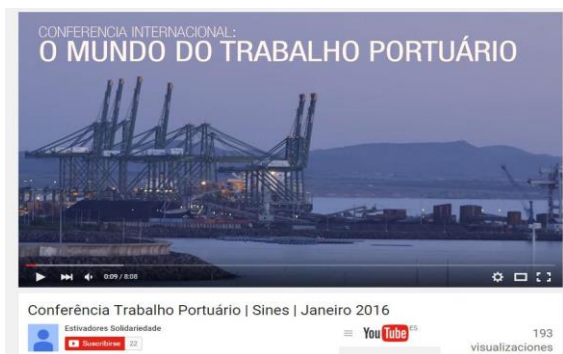 CONFERENCIA INTERNACIONAL:
O MUNDO DO TRABALHO PORTUÁRIO
0:09 / 8:08
Conferência Trabalho Portuário | Sines | Janeiro 2016
Estivadores Solidariedade
Suscribirse 22
YouTube ES
193
visualizaciones